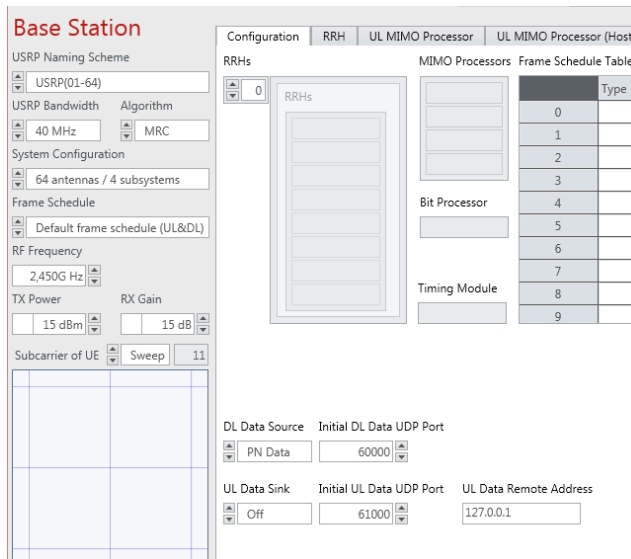 Base Station
USRP Naming Scheme
USRP(01-64)
USRP Bandwidth Algorithm
40 MHz MRC
System Configuration
64 antennas / 4 subsystems
Frame Schedule
Default frame schedule (UL&DL)
RF Frequency
2,450G Hz
TX Power RX Gain
15 dBm 15 dB
Subcarrier of UE Sweep 11
Configuration RRH UL MIMO Processor UL MIMO Processor (Host
RRHs MIMO Processors Frame Schedule Table
0 RRHs Type
0
1
2
3
Bit Processor 4
5
6
7
Timing Module 8
9
DL Data Source Initial DL Data UDP Port
PN Data 60000
UL Data Sink Initial UL Data UDP Port UL Data Remote Address
Off 61000 127.0.0.1